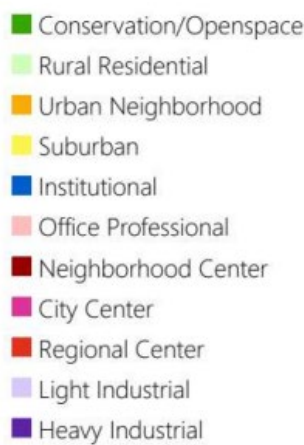 Conservation/Openspace
Rural Residential
Urban Neighborhood
Suburban
Institutional
Office Professional
Neighborhood Center
City Center
Regional Center
Light Industrial
Heavy Industrial